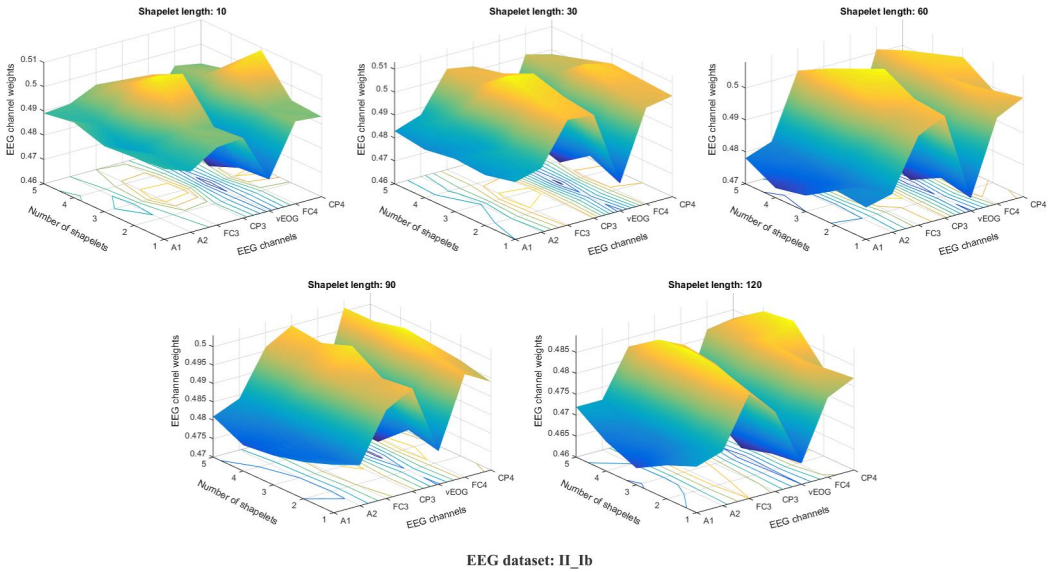 Shapelet length: 10
0.51
0.5
0.49
0.48
0.47
0.46
EEG channel weights
5
4
3
2
1
Number of shapelets
A1
A2
FC3
CP3
vEOG
FC4
CP4
EEG channels
Shapelet length: 30
0.51
0.5
0.49
0.48
0.47
0.46
EEG channel weights
5
4
3
2
1
Number of shapelets
A1
A2
FC3
CP3
vEOG
FC4
CP4
EEG channels
Shapelet length: 60
0.5
0.49
0.48
0.47
EEG channel weights
5
4
3
2
1
Number of shapelets
A1
A2
FC3
CP3
vEOG
FC4
CP4
EEG channels
Shapelet length: 90
0.5
0.495
0.49
0.485
0.48
0.475
0.47
EEG channel weights
5
4
3
2
1
Number of shapelets
A1
A2
FC3
CP3
vEOG
FC4
CP4
EEG channels
Shapelet length: 120
0.485
0.48
0.475
0.47
0.465
0.46
EEG channel weights
5
4
3
2
1
Number of shapelets
A1
A2
FC3
CP3
vEOG
FC4
CP4
EEG channels
EEG dataset: II_Ib